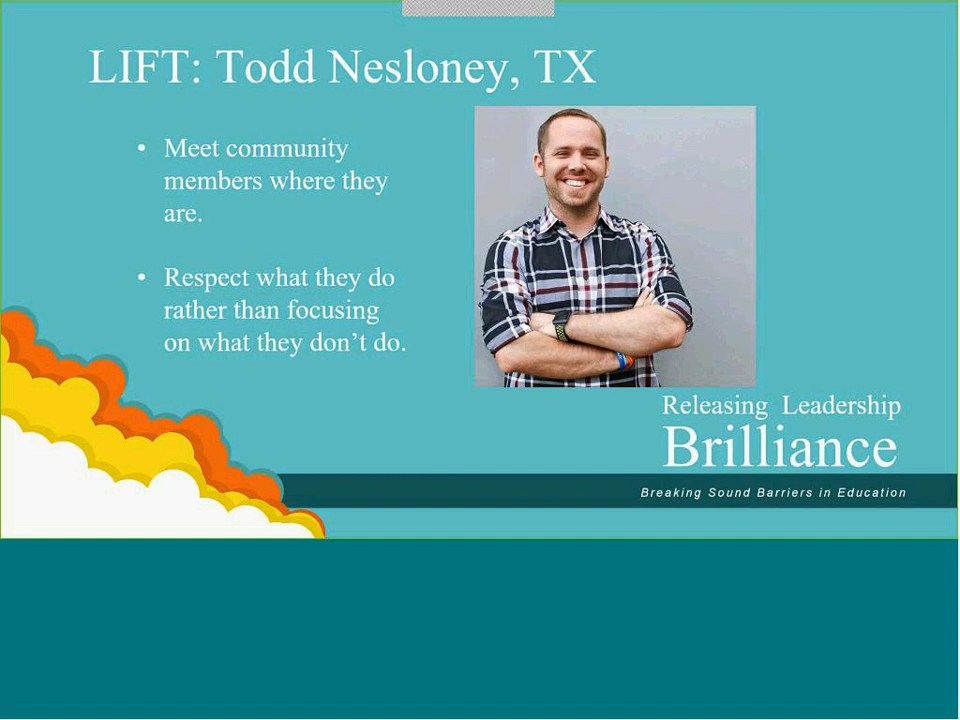 LIFT: Todd Nesloney, TX
• Meet community
members where they
are.
• Respect what they do
rather than focusing
on what they don't do.
Releasing Leadership
Brilliance
Breaking Sound Barriers in Education